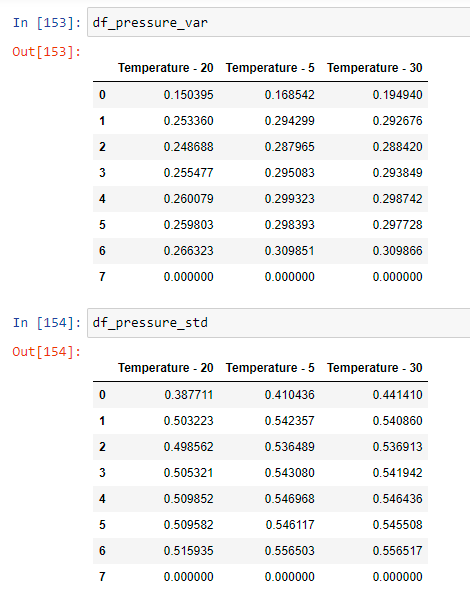 In [153]: df_pressure_var
Out[153]:
Temperature - 20 Temperature - 5 Temperature - 30
0 0.150395 0.168542 0.194940
1 0.253360 0.294299 0.292676
2 0.248688 0.287965 0.288420
3 0.255477 0.295083 0.293849
4 0.260079 0.299323 0.298742
5 0.259803 0.298393 0.297728
6 0.266323 0.309851 0.309866
7 0.000000 0.000000 0.000000
In [154]: df_pressure_std
Out[154]:
Temperature - 20 Temperature - 5 Temperature - 30
0 0.387711 0.410436 0.441410
1 0.503223 0.542357 0.540860
2 0.498562 0.536489 0.536913
3 0.505321 0.543080 0.541942
4 0.509852 0.546968 0.546436
5 0.509582 0.546117 0.545508
6 0.515935 0.556503 0.556517
7 0.000000 0.000000 0.000000